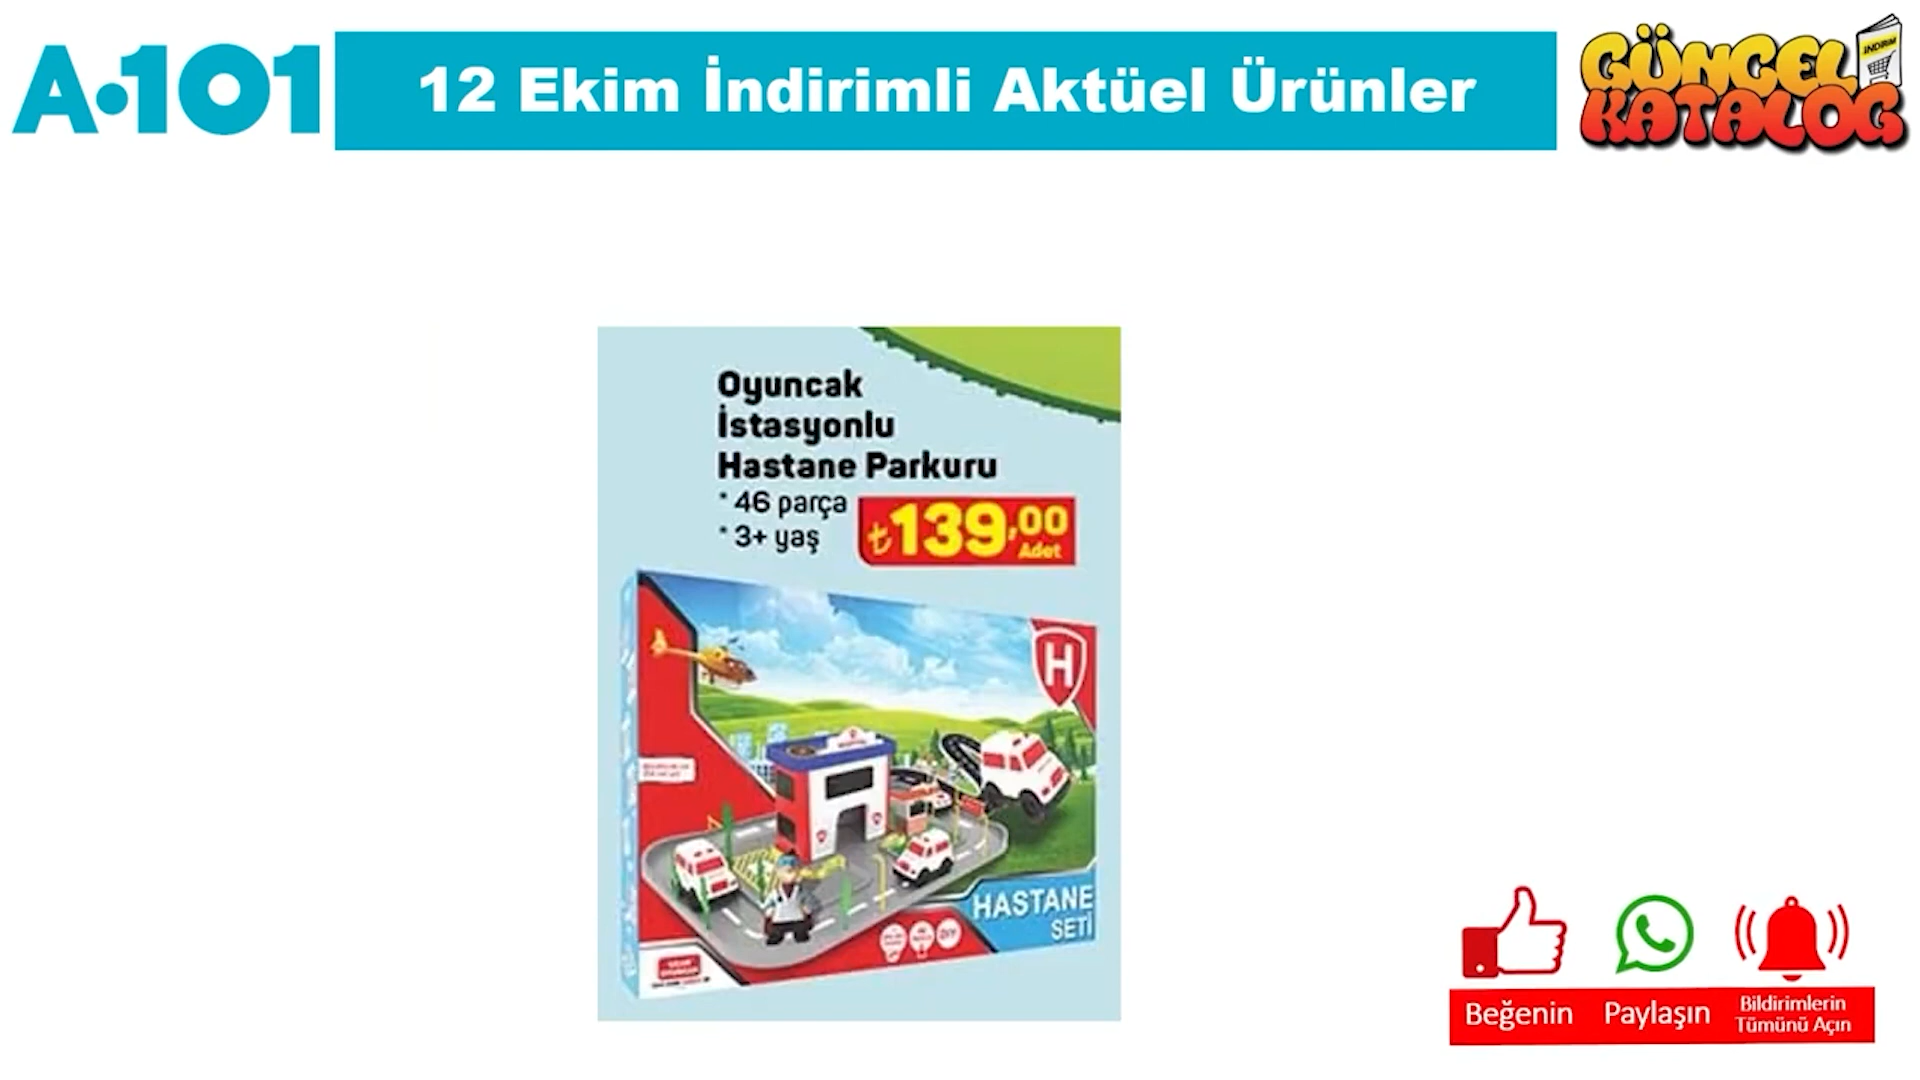 A101
12 Ekim İndirimli Aktüel Ürünler
GÜNCEL
KATALOG
İNDİRİM
Oyuncak
İstasyonlu
Hastane Parkuru
* 46 parça
* 3+ yaş
₺139,00
Adet
H
HASTANE
SETİ
DIY
Beğenin
Paylaşın
Bildirimlerin
Tümünü Açın